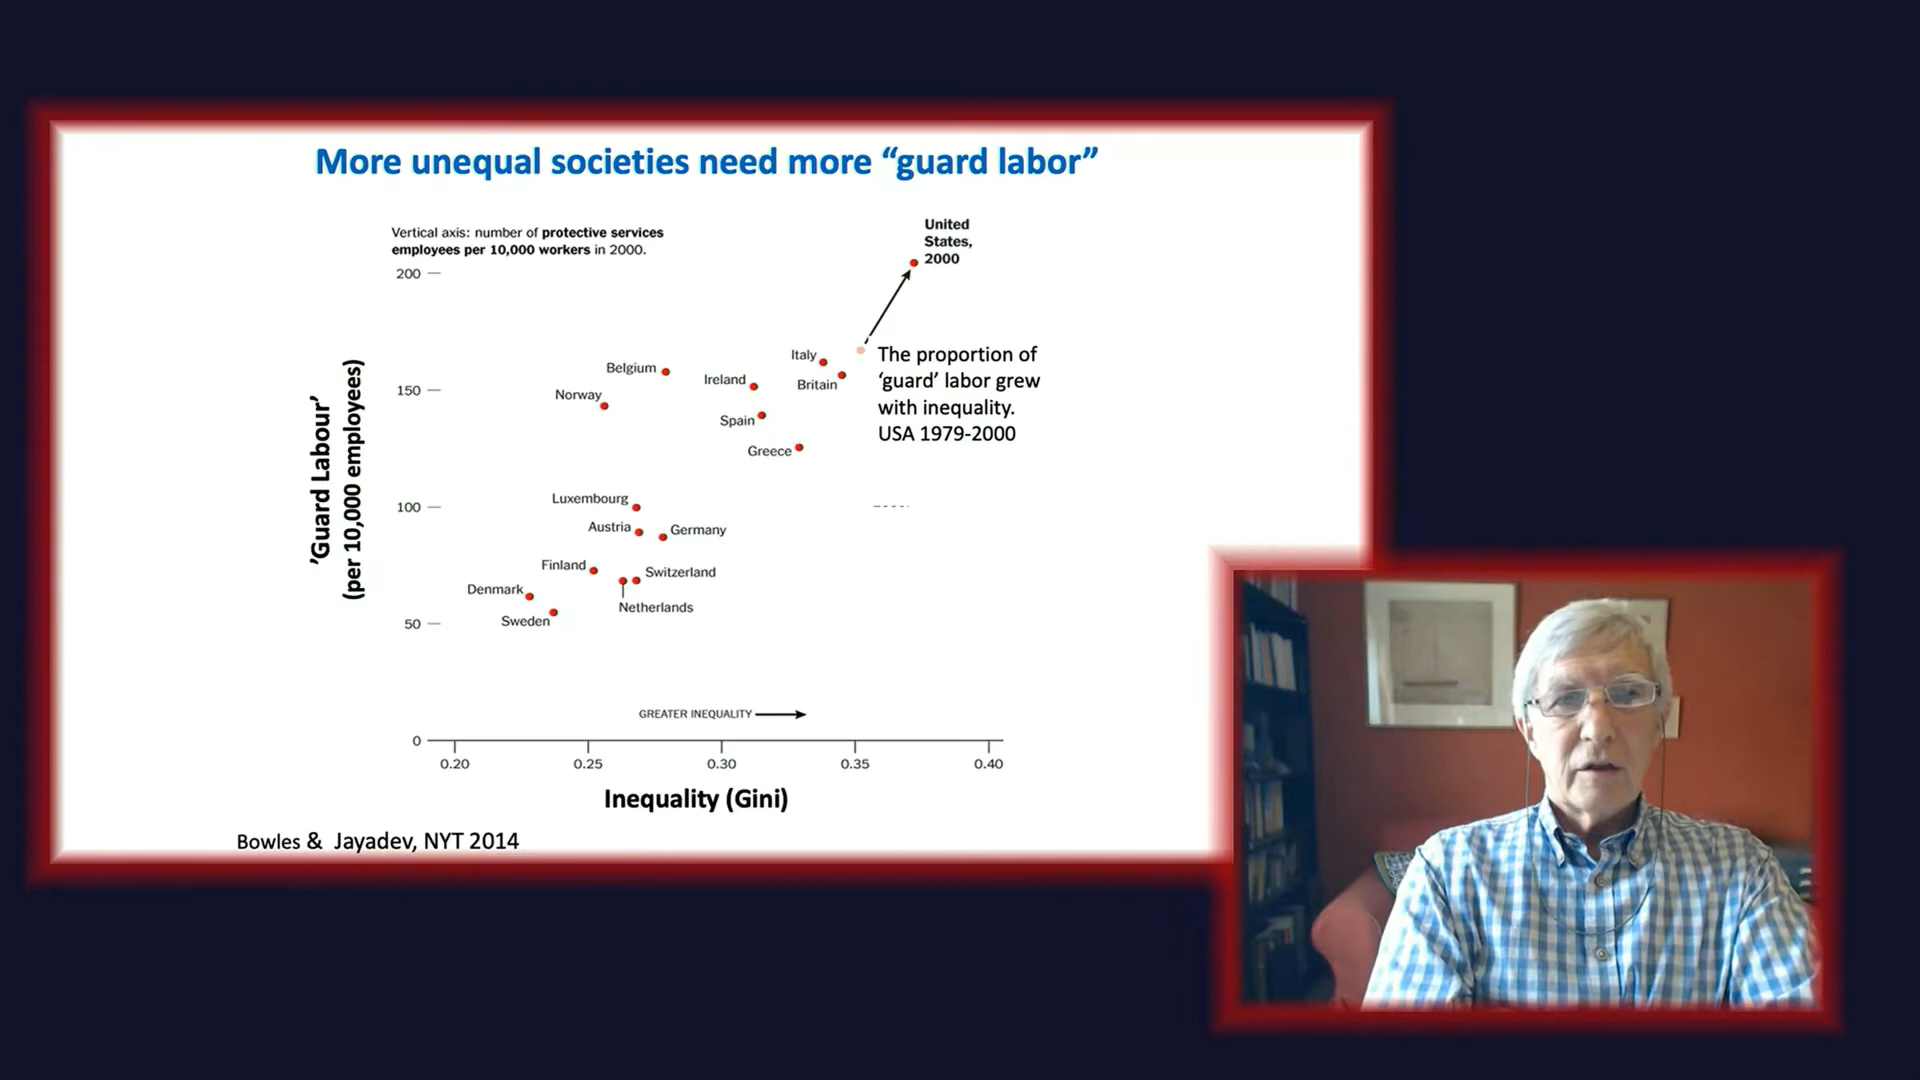 More unequal societies need more “guard labor”
Vertical axis: number of protective services
employees per 10,000 workers in 2000.
United
States,
2000
200
150
100
50
0
’Guard Labour’
(per 10,000 employees)
Italy
Belgium
Ireland
Britain
Norway
Spain
Greece
The proportion of
‘guard’ labor grew
with inequality.
USA 1979-2000
Luxembourg
Austria
Germany
Finland
Switzerland
Denmark
Netherlands
Sweden
GREATER INEQUALITY
0.20 0.25 0.30 0.35 0.40
Inequality (Gini)
Bowles & Jayadev, NYT 2014